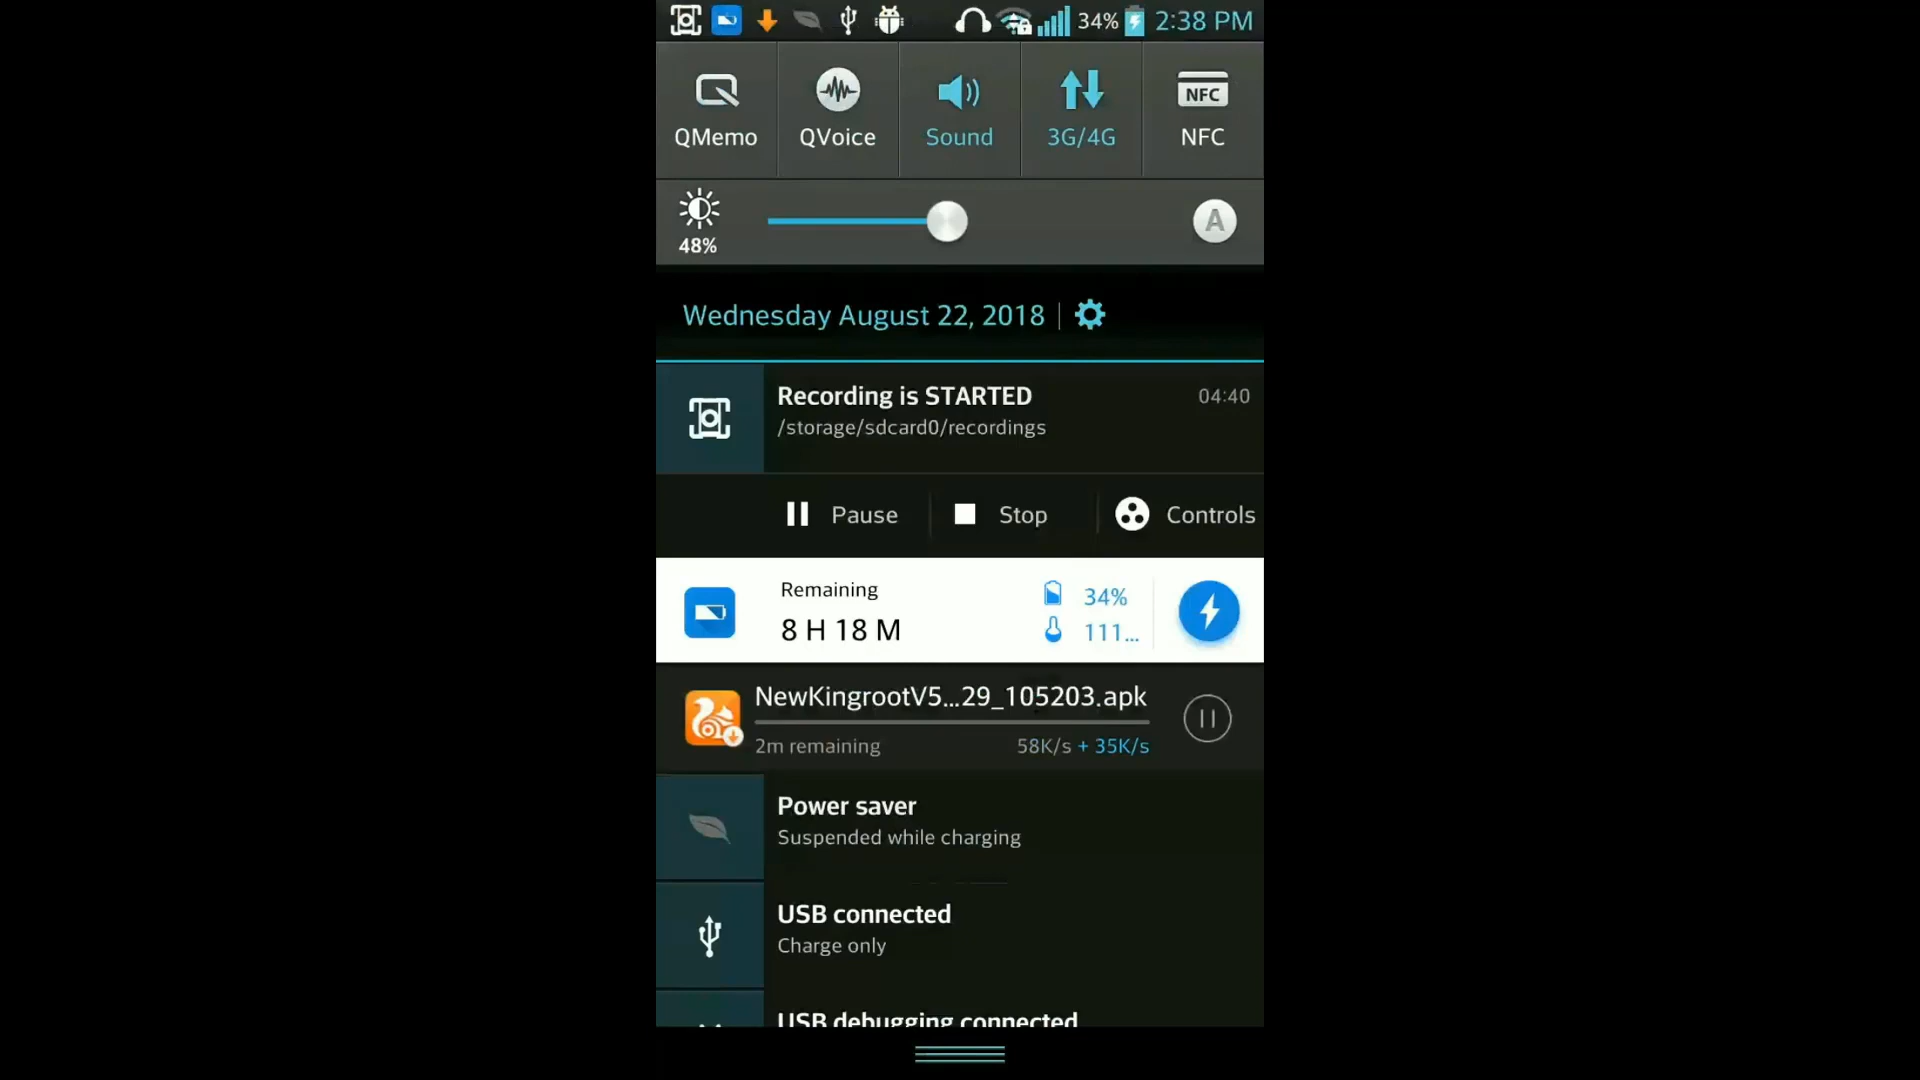 34% 2:38 PM
QMemo QVoice Sound 3G/4G NFC
NFC
48% A
Wednesday August 22, 2018
Recording is STARTED 04:40
/storage/sdcard0/recordings
Pause Stop Controls
Remaining 34%
8 H 18 M 111...
NewKingrootV5...29_105203.apk
2m remaining 58K/s + 35K/s
Power saver
Suspended while charging
USB connected
Charge only
USB debugging connected